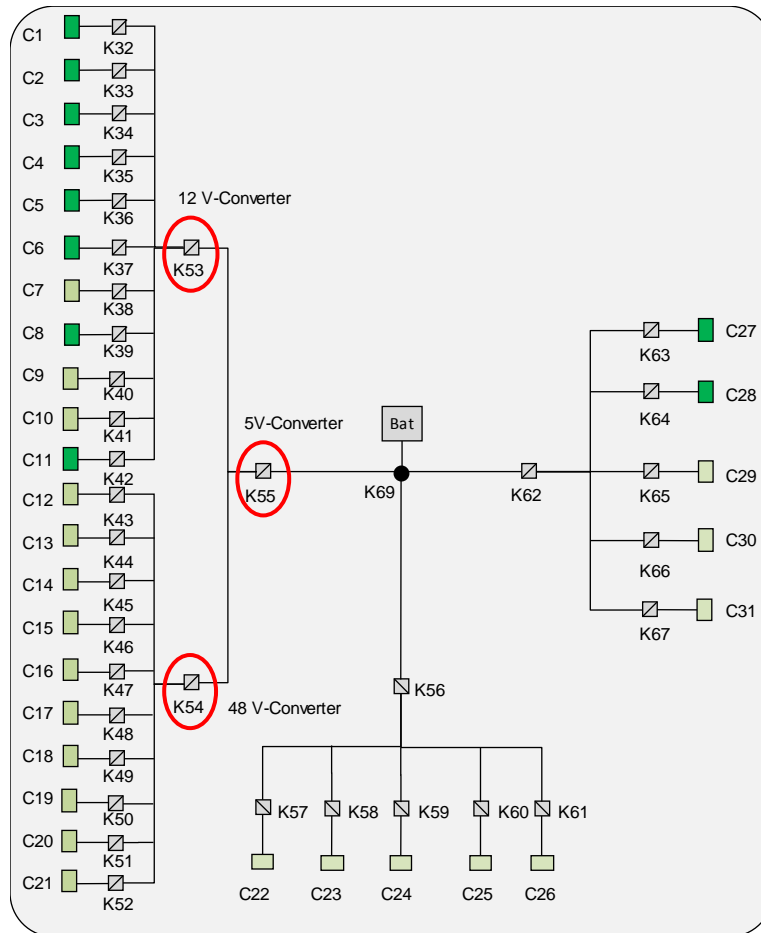 C1
K32
C2
K33
C3
K34
C4
K35
C5
K36
12 V-Converter
C6
K37
K53
C7
K38
C8
K39
C9
K40
C10
K41
C11
K42
C12
K43
C13
K44
C14
K45
C15
K46
C16
K47
K54
48 V-Converter
C17
K48
C18
K49
C19
K50
C20
K51
C21
K52
5V-Converter
K55
Bat
K69
K62
K63
C27
K64
C28
K65
C29
K66
C30
K67
C31
K56
K57
K58
K59
K60
K61
C22
C23
C24
C25
C26